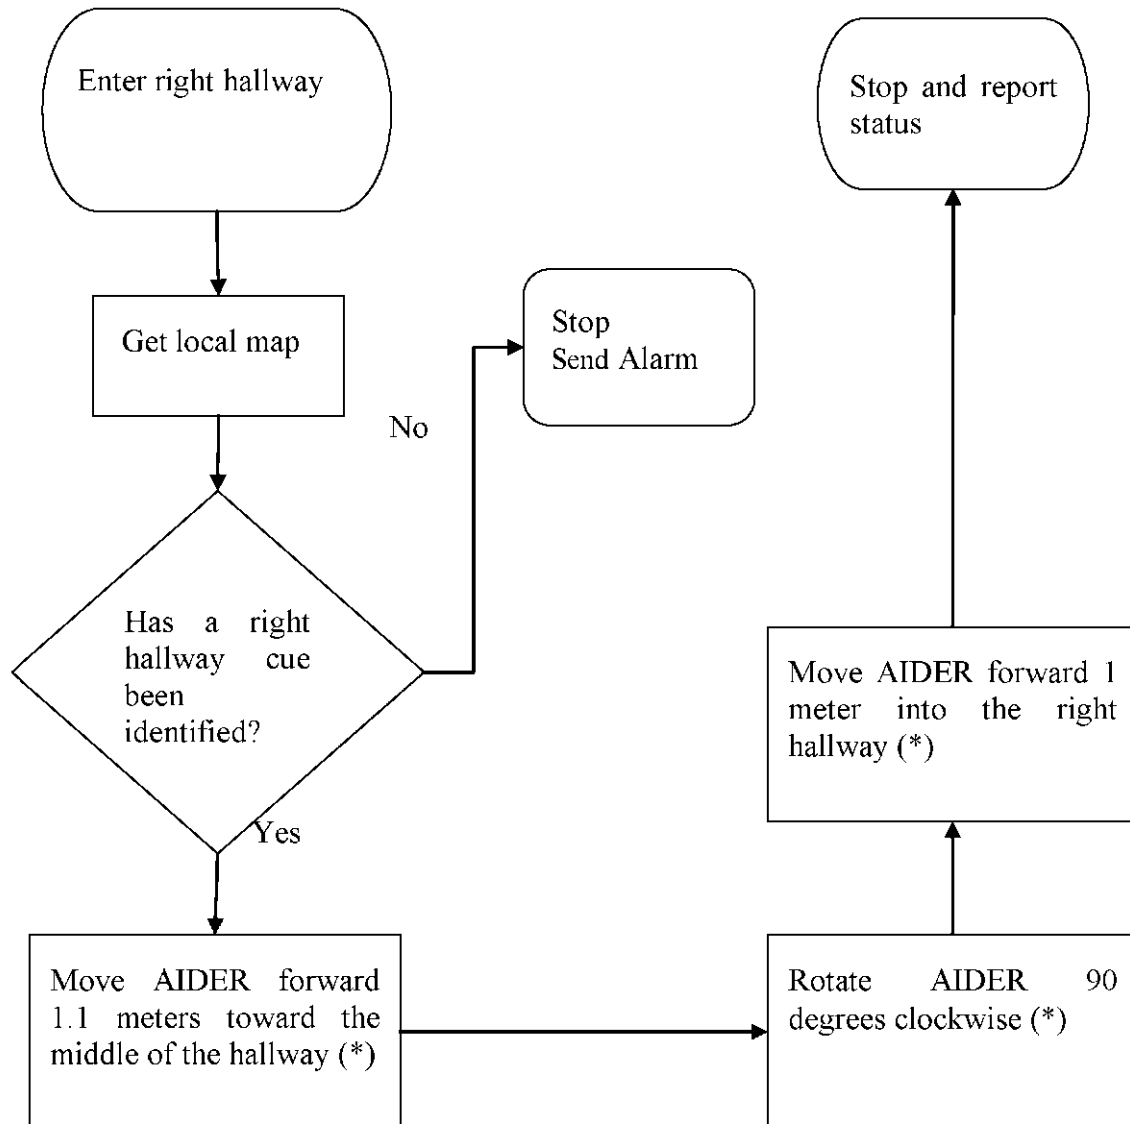 Enter right hallway
Stop and report
status
Get local map
Stop
Send Alarm
No
Has a right
hallway cue
been
identified?
Yes
Move AIDER forward 1
meter into the right
hallway (*)
Move AIDER forward
1.1 meters toward the
middle of the hallway (*)
Rotate AIDER 90
degrees clockwise (*)